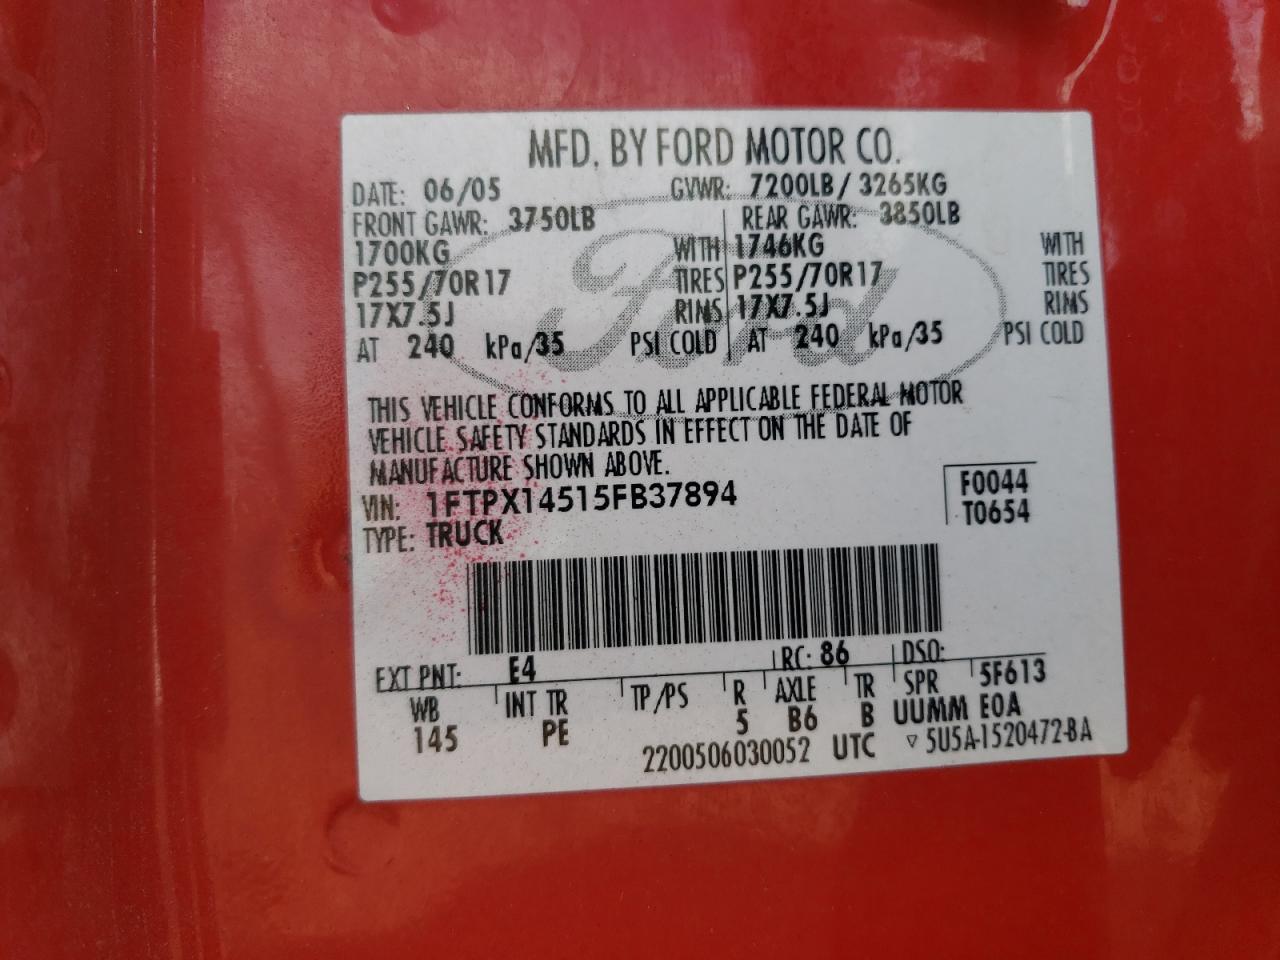 MFD. BY FORD MOTOR CO.
DATE: 06/05 GVWR: 7200LB / 3265KG
FRONT GAWR: 3750LB REAR GAWR: 3850LB
1700KG WITH 1746KG WITH
P255/70R17 TIRES P255/70R17 TIRES
17X7.5J RIMS 17X7.5J RIMS
AT 240 kPa/35 PSI COLD AT 240 kPa/35 PSI COLD
Ford
THIS VEHICLE CONFORMS TO ALL APPLICABLE FEDERAL MOTOR
VEHICLE SAFETY STANDARDS IN EFFECT ON THE DATE OF
MANUFACTURE SHOWN ABOVE.
VIN: 1FTPX14515FB37894 F0044
TYPE: TRUCK T0654
EXT PNT: E4 RC: 86 DSO:
WB INT TR TP/PS R AXLE TR SPR 5F613
145 PE 5 B6 B UUMM EOA
2200506030052 UTC ▽ 5U5A-1520472-BA